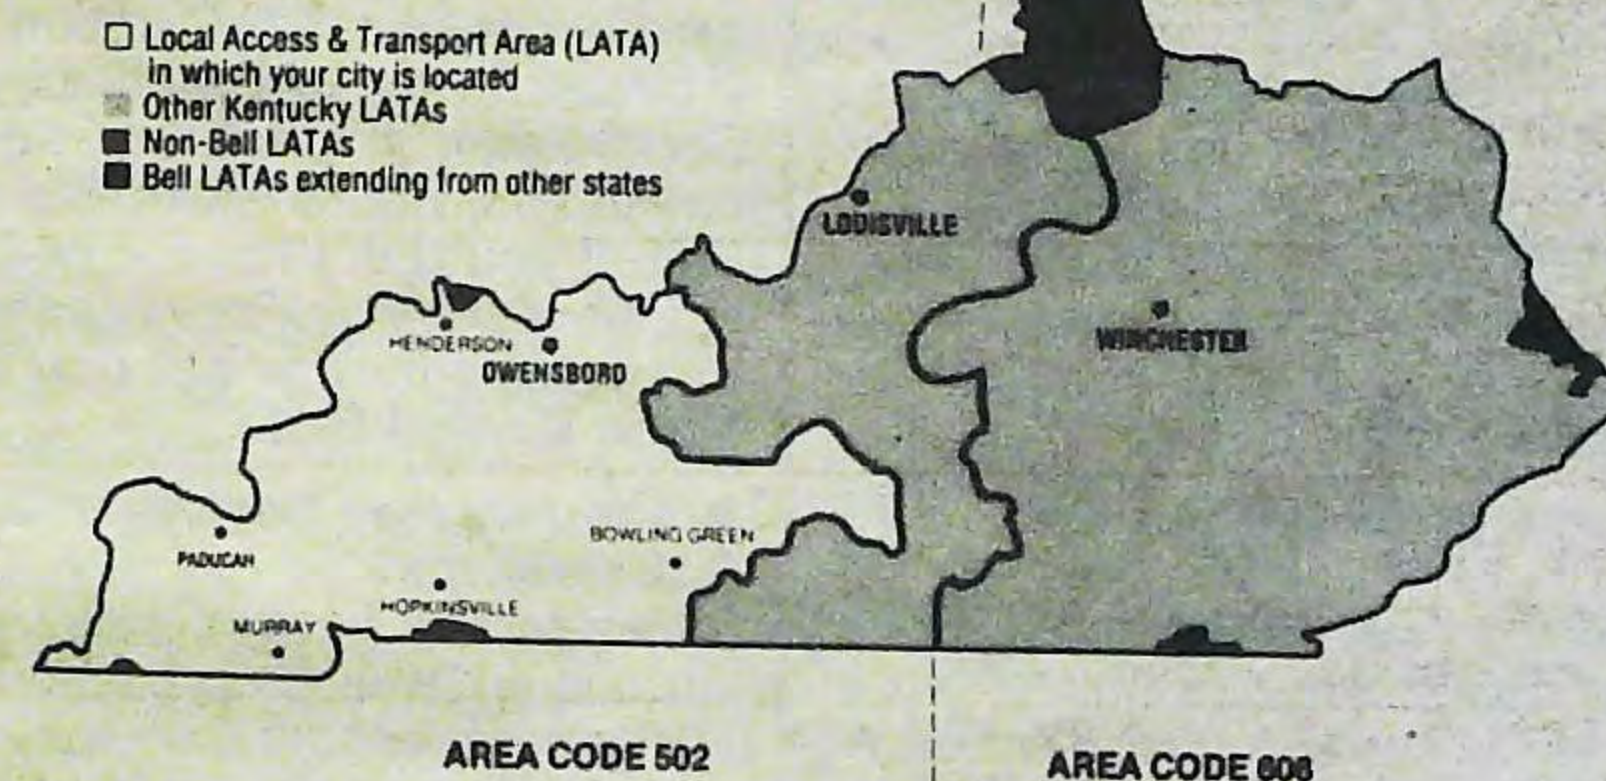 Local Access & Transport Area (LATA)
in which your city is located
Other Kentucky LATAs
Non-Bell LATAs
Bell LATAs extending from other states
LOUISVILLE
HENDERSON
OWENSBORO
WINCHESTER
BOWLING GREEN
PADUCAH
HOPKINSVILLE
MURRAY
AREA CODE 502
AREA CODE 606